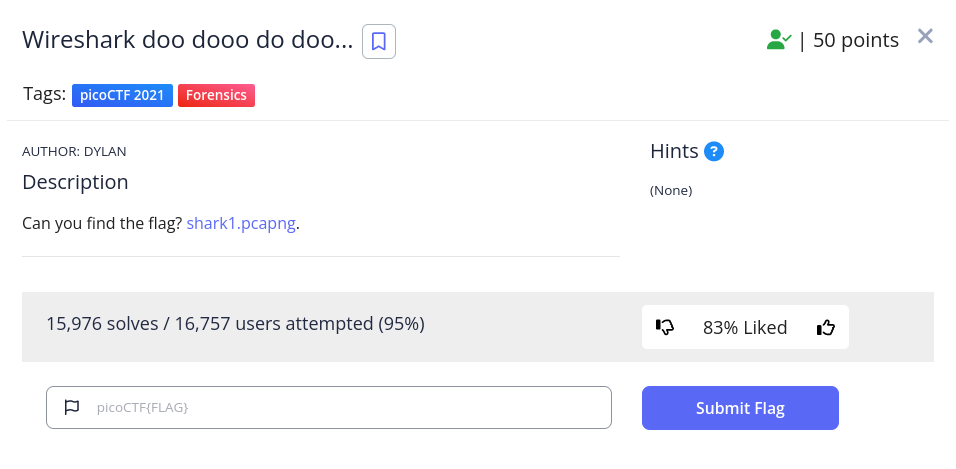 Wireshark doo dooo do doo...
| 50 points
Tags: picoCTF 2021 Forensics
AUTHOR: DYLAN
Description
Can you find the flag? shark1.pcapng.
Hints ?
(None)
15,976 solves / 16,757 users attempted (95%)
83% Liked
picoCTF{FLAG}
Submit Flag